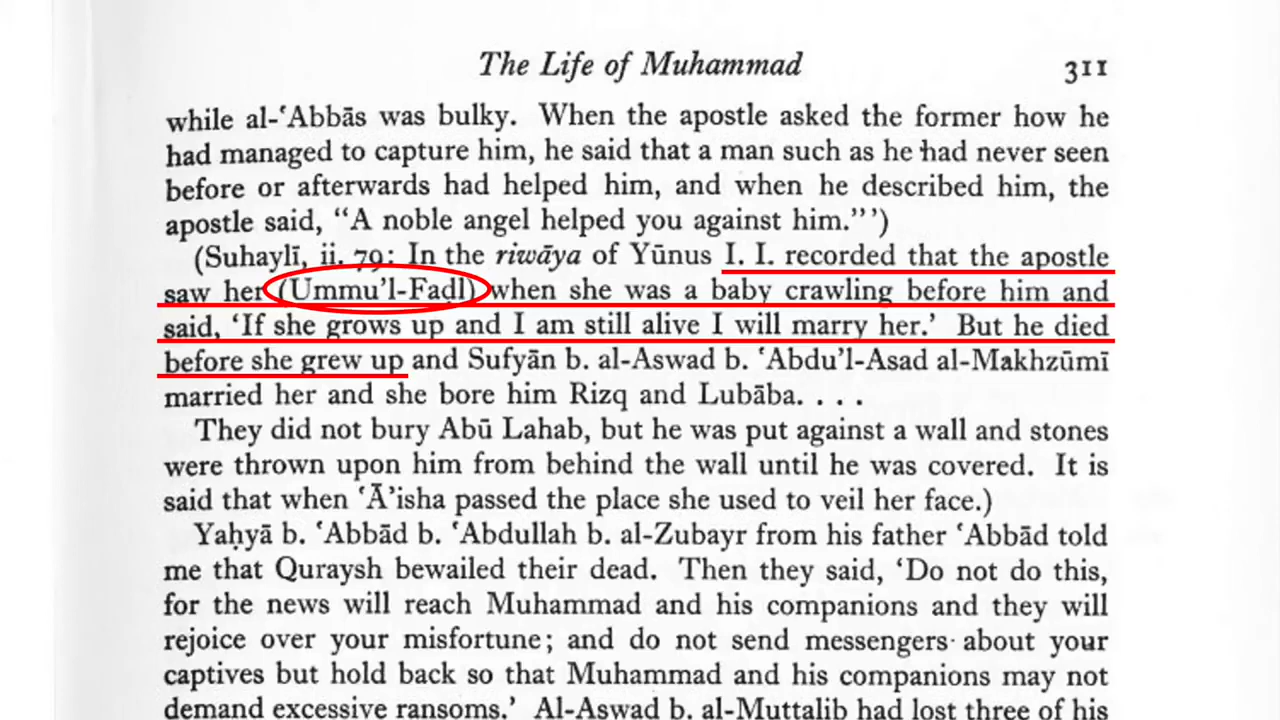 The Life of Muhammad 311
while al-ʿAbbās was bulky. When the apostle asked the former how he
had managed to capture him, he said that a man such as he had never seen
before or afterwards had helped him, and when he described him, the
apostle said, “A noble angel helped you against him.”’)
(Suhaylī, ii. 79: In the riwāya of Yūnus I. I. recorded that the apostle
saw her (Ummu’l-Faḍl) when she was a baby crawling before him and
said, ‘If she grows up and I am still alive I will marry her.’ But he died
before she grew up and Sufyān b. al-Aswad b. ʿAbdu’l-Asad al-Makhzūmī
married her and she bore him Rizq and Lubāba. . . .
They did not bury Abū Lahab, but he was put against a wall and stones
were thrown upon him from behind the wall until he was covered. It is
said that when ʿĀ’isha passed the place she used to veil her face.)
Yaḥyā b. ʿAbbād b. ʿAbdullah b. al-Zubayr from his father ʿAbbād told
me that Quraysh bewailed their dead. Then they said, ‘Do not do this,
for the news will reach Muhammad and his companions and they will
rejoice over your misfortune; and do not send messengers about your
captives but hold back so that Muhammad and his companions may not
demand excessive ransoms.’ Al-Aswad b. al-Muttalib had lost three of his